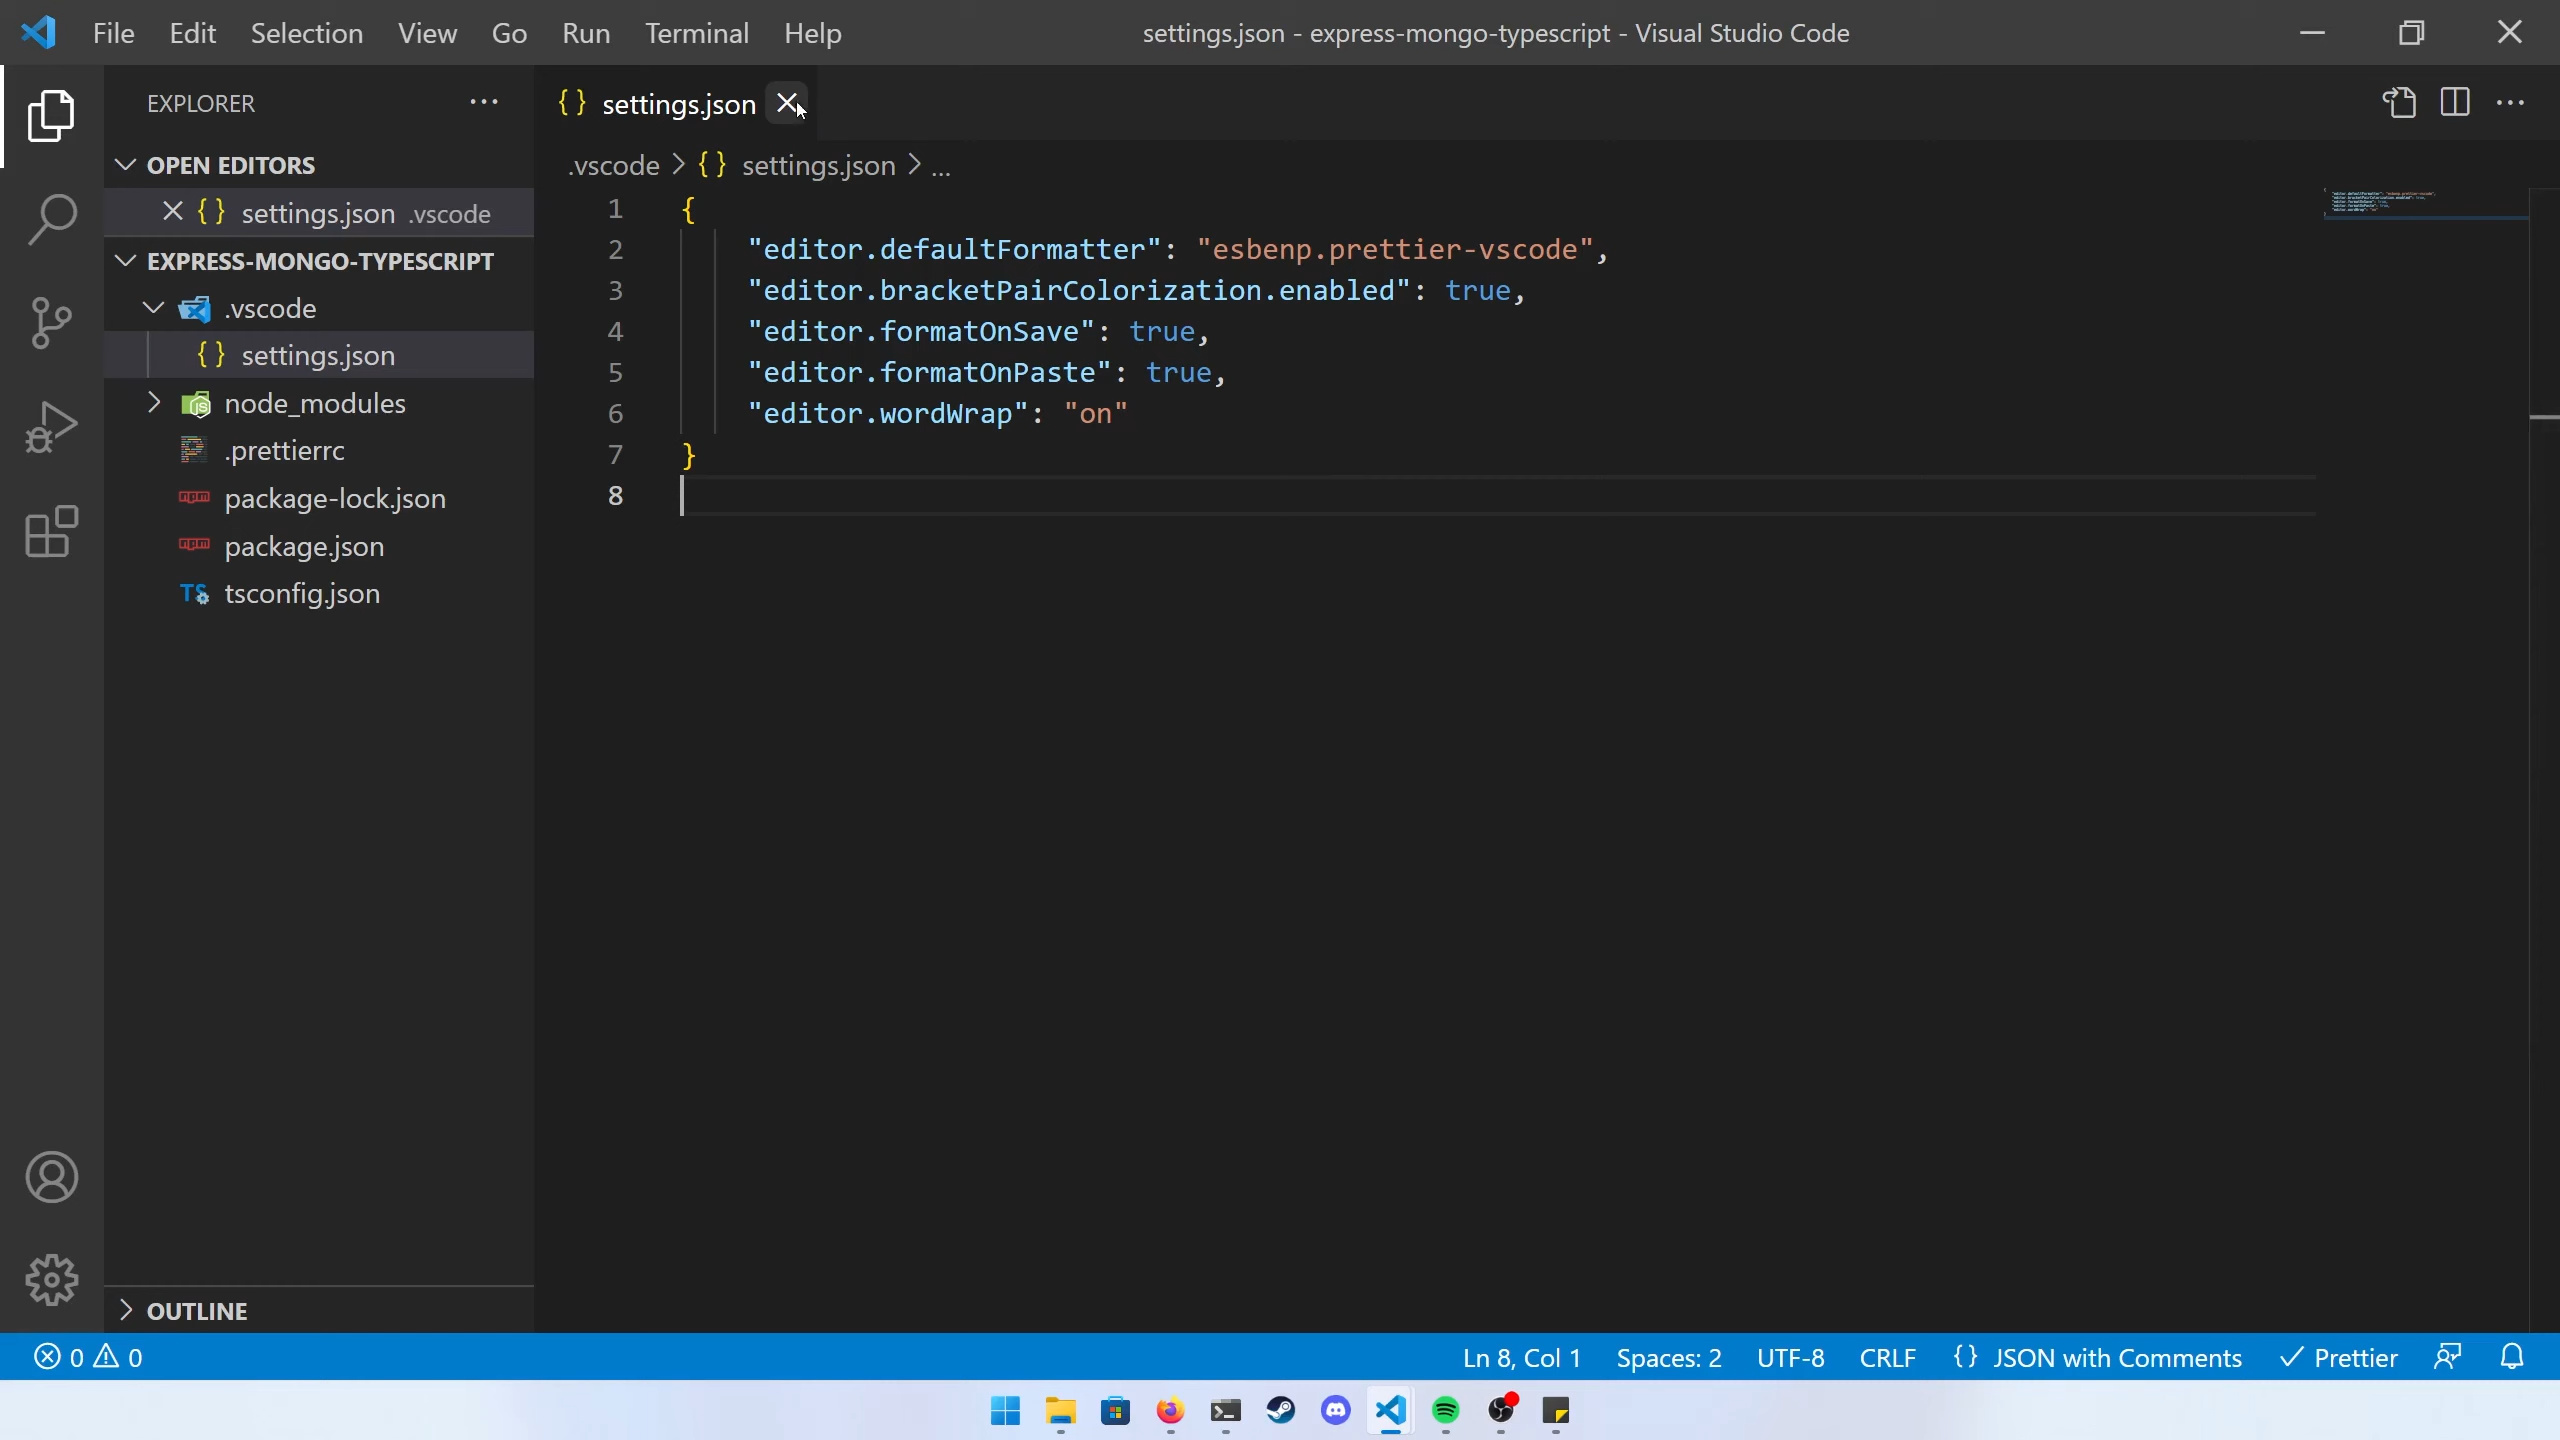 File Edit Selection View Go Run Terminal Help
settings.json - express-mongo-typescript - Visual Studio Code
EXPLORER
OPEN EDITORS
{} settings.json .vscode
EXPRESS-MONGO-TYPESCRIPT
.vscode
{} settings.json
node_modules
.prettierrc
package-lock.json
package.json
TS tsconfig.json
OUTLINE
{} settings.json
.vscode > {} settings.json > ...
1 {
2 "editor.defaultFormatter": "esbenp.prettier-vscode",
3 "editor.bracketPairColorization.enabled": true,
4 "editor.formatOnSave": true,
5 "editor.formatOnPaste": true,
6 "editor.wordWrap": "on"
7 }
8
0 0
Ln 8, Col 1 Spaces: 2 UTF-8 CRLF {} JSON with Comments Prettier